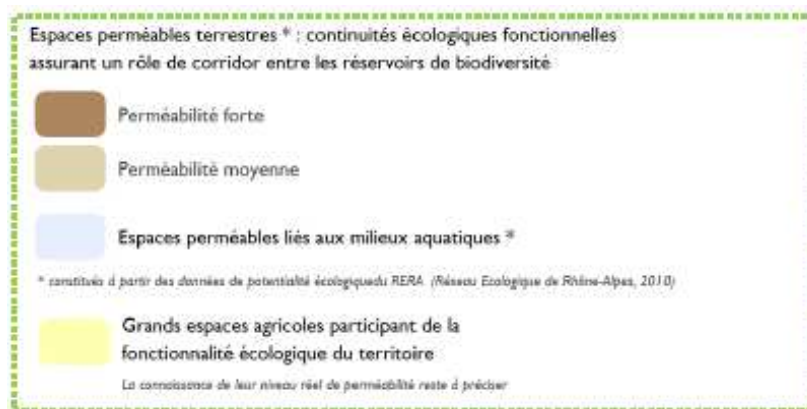 Espaces perméables terrestres * : continuités écologiques fonctionnelles
assurant un rôle de corridor entre les réservoirs de biodiversité
Perméabilité forte
Perméabilité moyenne
Espaces perméables liés aux milieux aquatiques *
* constitués à partir des données de potentialité écologiquedu RERA (Réseau Ecologique de Rhône-Alpes, 2010)
Grands espaces agricoles participant de la
fonctionnalité écologique du territoire
La connaissance de leur niveau réel de perméabilité reste à préciser